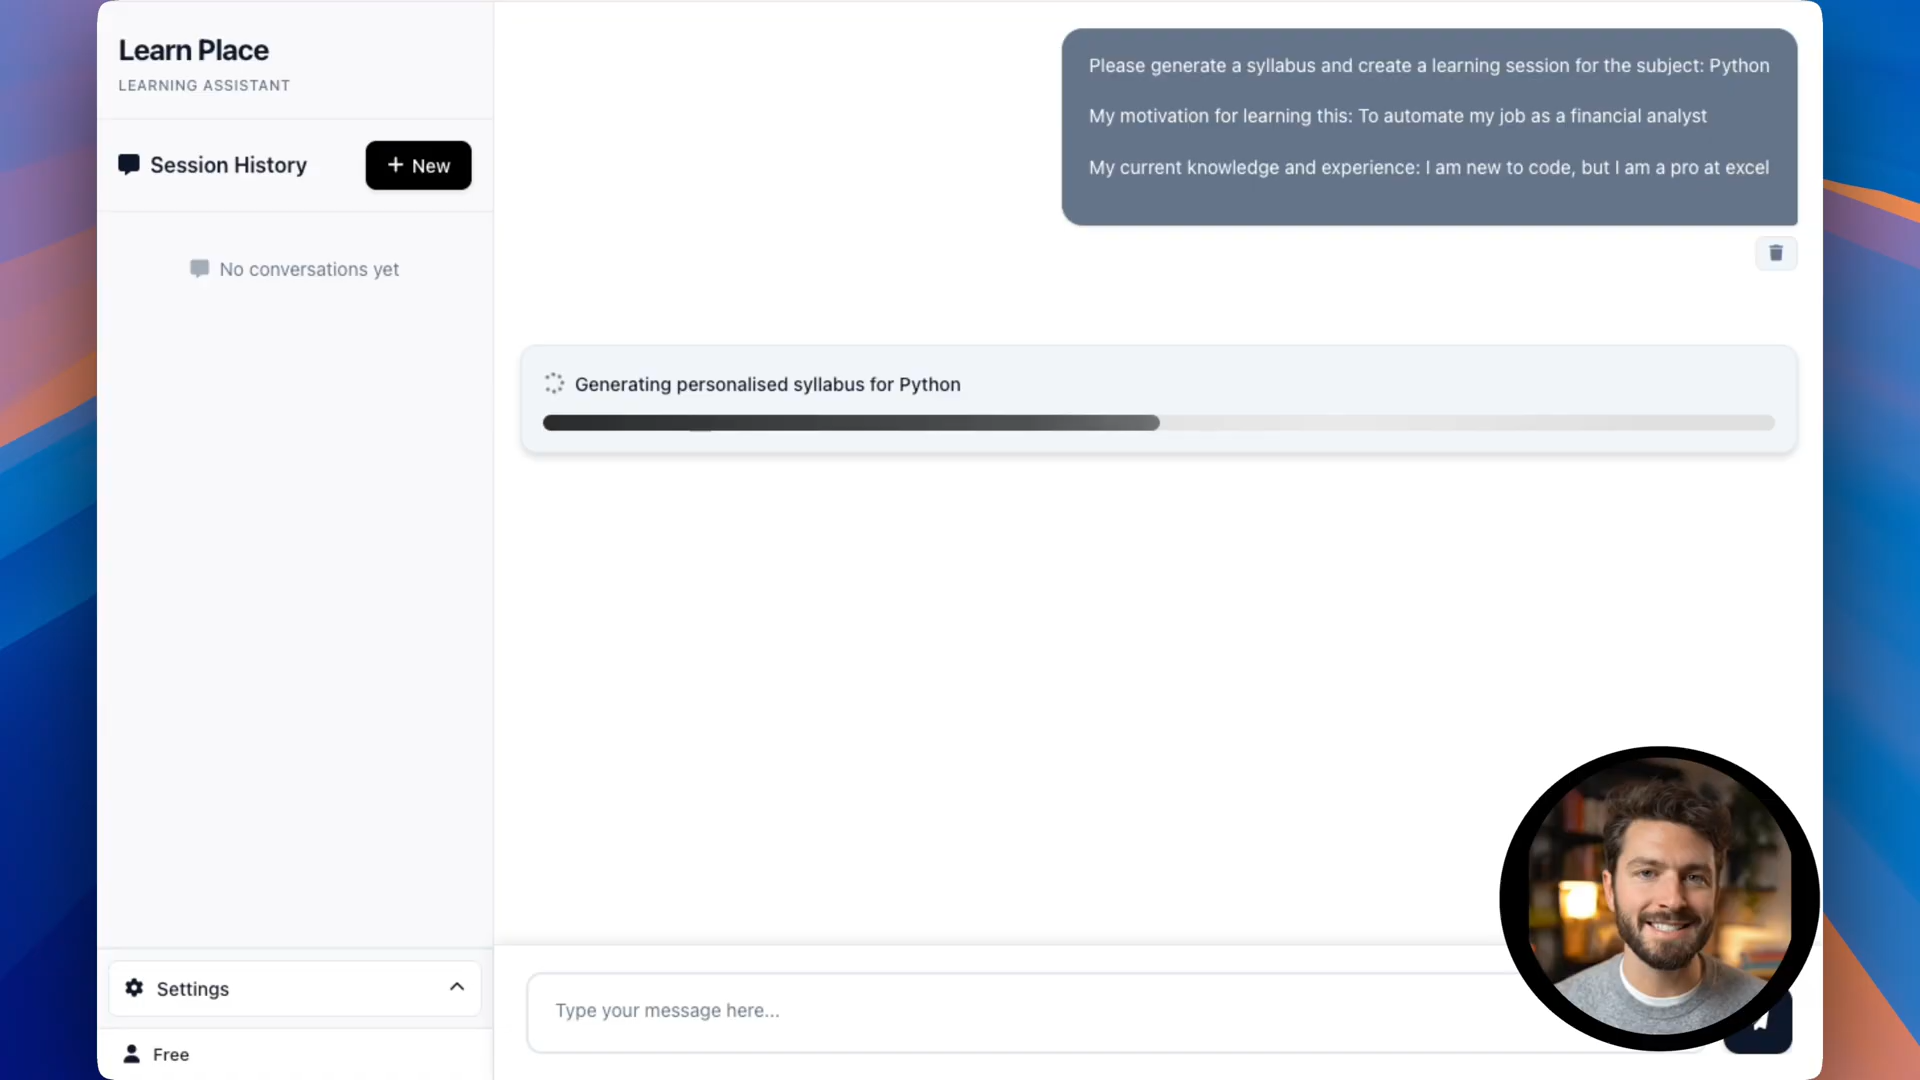 Learn Place
LEARNING ASSISTANT
Session History
+ New
No conversations yet
Please generate a syllabus and create a learning session for the subject: Python
My motivation for learning this: To automate my job as a financial analyst
My current knowledge and experience: I am new to code, but I am a pro at excel
Generating personalised syllabus for Python
Type your message here...
Settings
Free